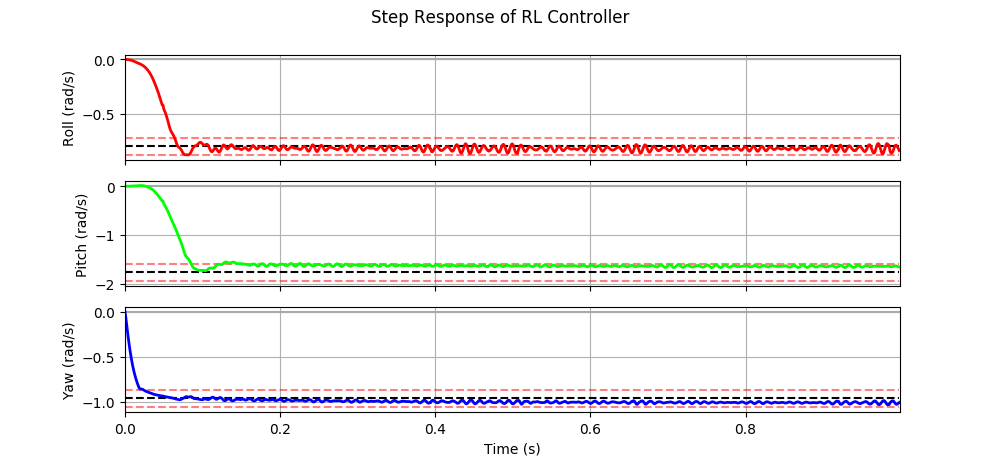 Step Response of RL Controller
0.0
−0.5
Roll (rad/s)
0
−1
−2
Pitch (rad/s)
0.0
−0.5
−1.0
Yaw (rad/s)
0.0 0.2 0.4 0.6 0.8
Time (s)